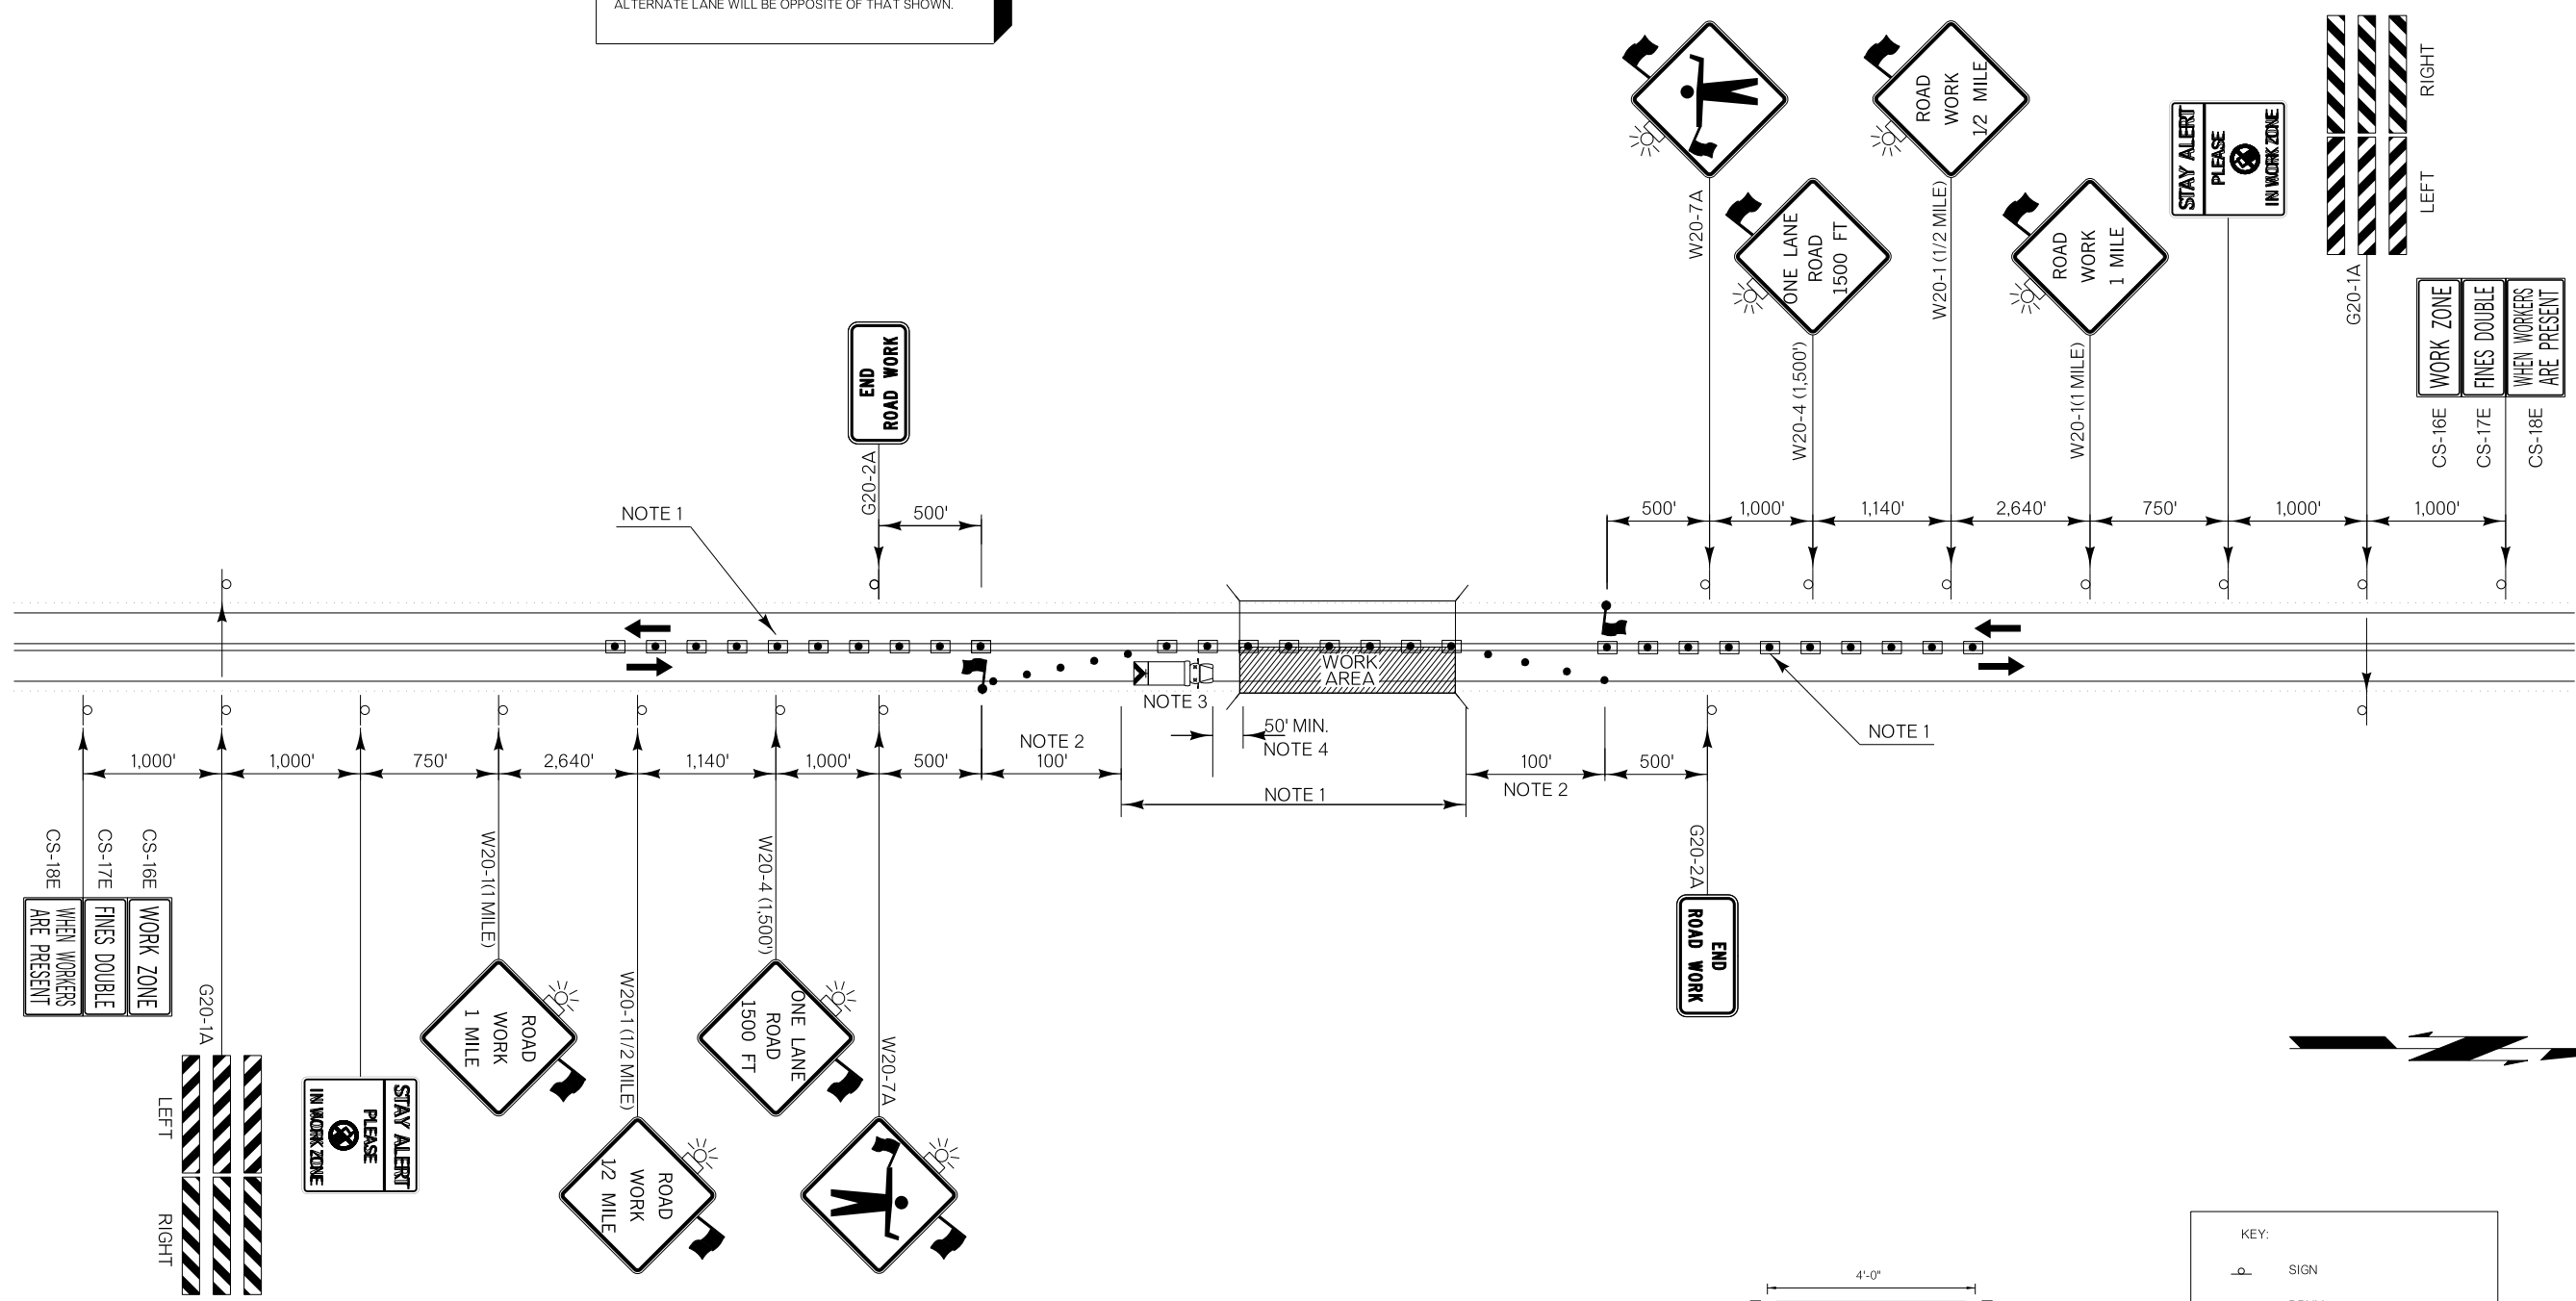 ALTERNATE LANE WILL BE OPPOSITE OF THAT SHOWN.
RIGHT
LEFT
ROAD
WORK
1/2 MILE
STAY ALERT
PLEASE
IN WORK ZONE
W20-7A
ONE LANE
ROAD
1500 FT
W20-1 (1/2 MILE)
ROAD
WORK
1 MILE
G20-1A
WORK ZONE
FINES DOUBLE
WHEN WORKERS
ARE PRESENT
END
ROAD WORK
W20-4 (1,500')
W20-1(1 MILE)
CS-16E
CS-17E
CS-18E
G20-2A
NOTE 1
500'
500'
1,000'
1,140'
2,640'
750'
1,000'
1,000'
WORK
AREA
NOTE 3
50' MIN.
NOTE 4
NOTE 1
1,000'
1,000'
750'
2,640'
1,140'
1,000'
500'
NOTE 2
100'
100'
500'
NOTE 1
NOTE 2
CS-18E
CS-17E
CS-16E
W20-1(1 MILE)
W20-4 (1,500')
G20-2A
WORK ZONE
FINES DOUBLE
WHEN WORKERS
ARE PRESENT
END
ROAD WORK
G20-1A
ROAD
WORK
1 MILE
W20-1 (1/2 MILE)
ONE LANE
ROAD
1500 FT
W20-7A
LEFT
RIGHT
STAY ALERT
PLEASE
IN WORK ZONE
ROAD
WORK
1/2 MILE
4'-0"
KEY:
SIGN